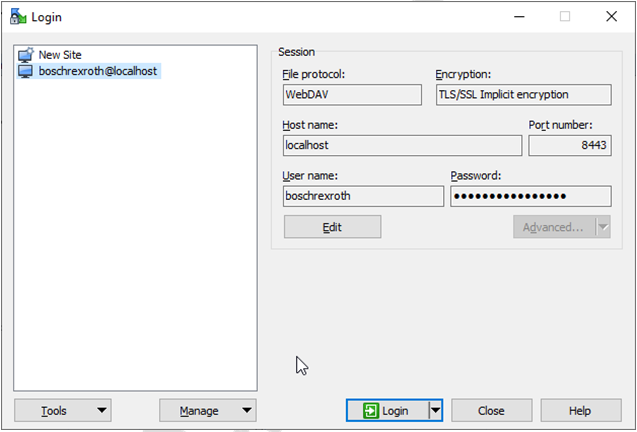 Login
New Site
boschrexroth@localhost
Session
File protocol:
Encryption:
WebDAV
TLS/SSL Implicit encryption
Host name:
Port number:
localhost
8443
User name:
Password:
boschrexroth
●●●●●●●●●●●●●●●●
Edit
Advanced...
Tools
Manage
Login
Close
Help